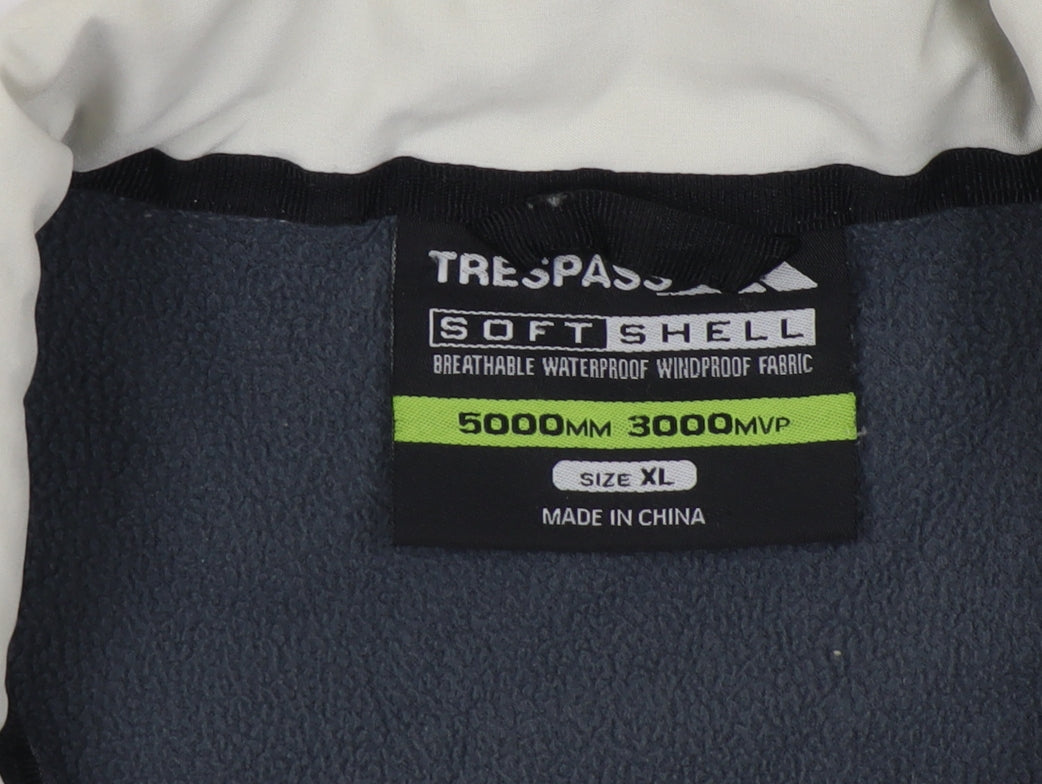 TRESPASS
SOFT SHELL
BREATHABLE WATERPROOF WINDPROOF FABRIC
5000MM 3000MVP
SIZE XL
MADE IN CHINA